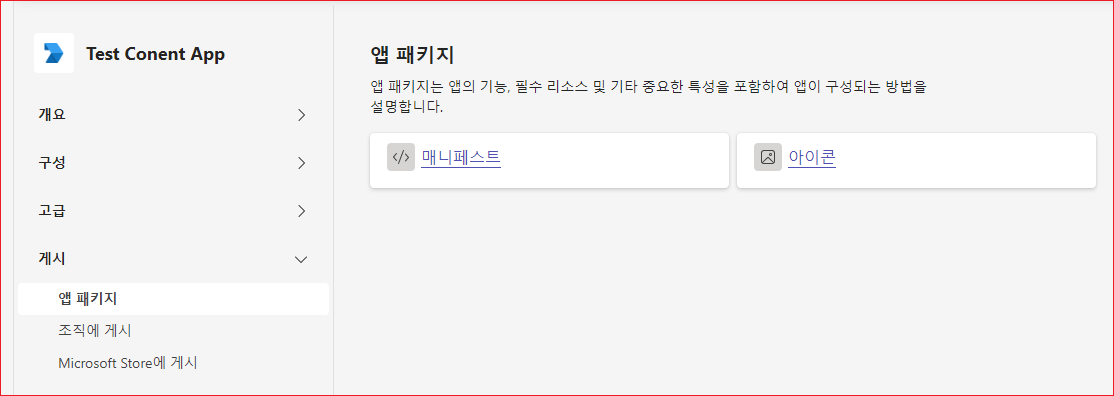 Test Conent App
개요
구성
고급
게시
앱 패키지
조직에 게시
Microsoft Store에 게시
앱 패키지
앱 패키지는 앱의 기능, 필수 리소스 및 기타 중요한 특성을 포함하여 앱이 구성되는 방법을
설명합니다.
매니페스트
아이콘